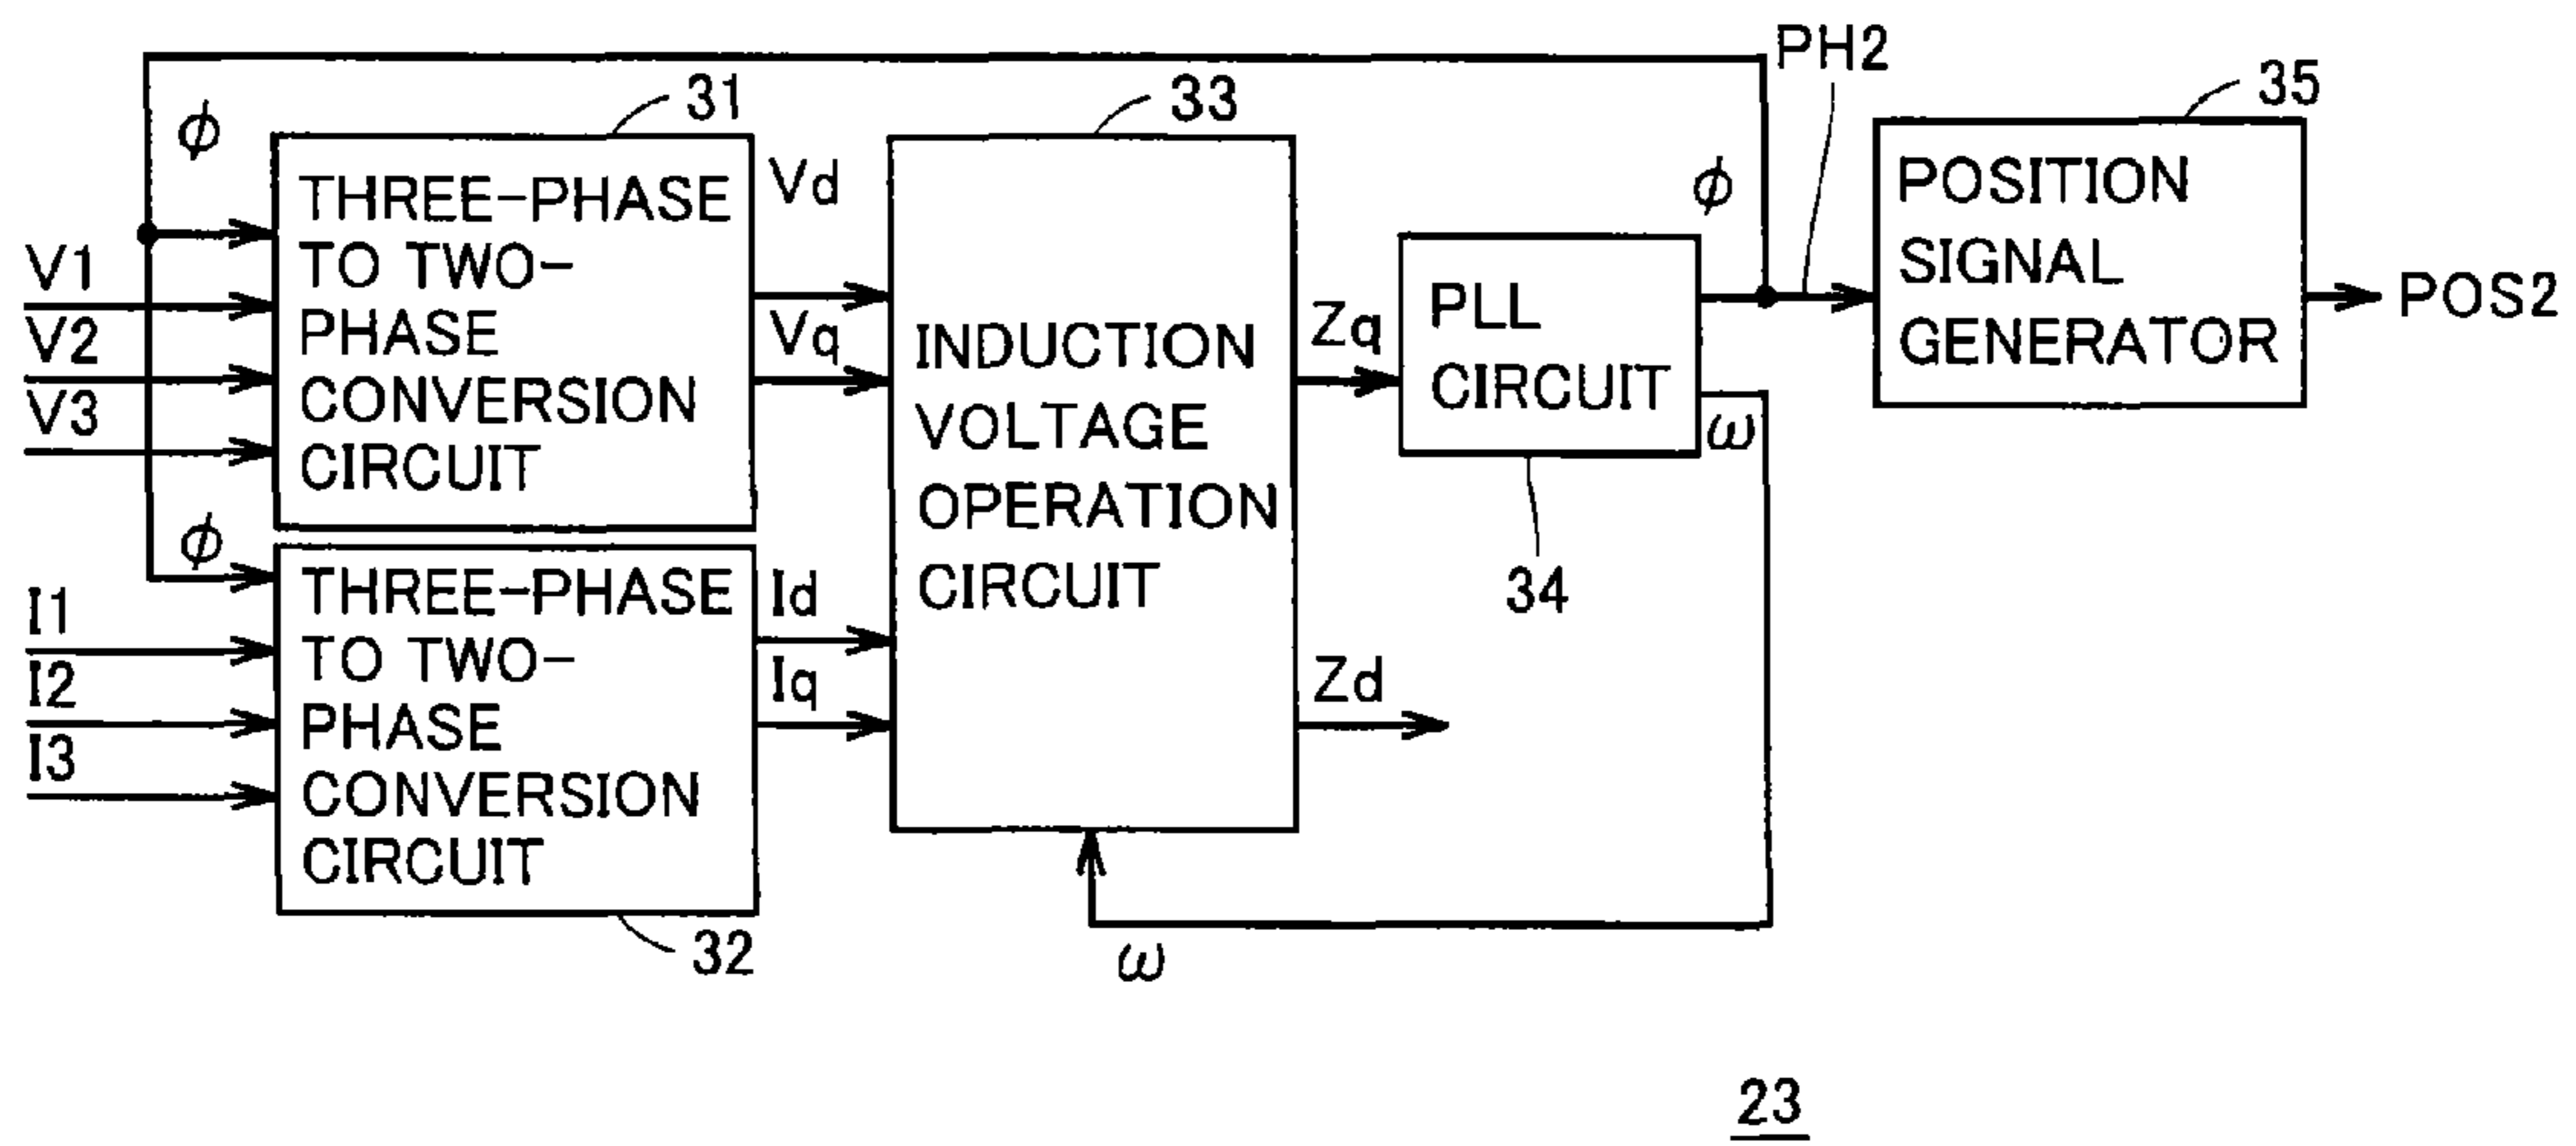 PH2
31
33
35
ϕ
THREE-PHASE
TO TWO-
PHASE
CONVERSION
CIRCUIT
V1
V2
V3
Vd
Vq
INDUCTION
VOLTAGE
OPERATION
CIRCUIT
Zq
Zd
PLL
CIRCUIT
ϕ
ω
34
POSITION
SIGNAL
GENERATOR
POS2
ϕ
THREE-PHASE
TO TWO-
PHASE
CONVERSION
CIRCUIT
I1
I2
I3
Id
Iq
32
ω
23